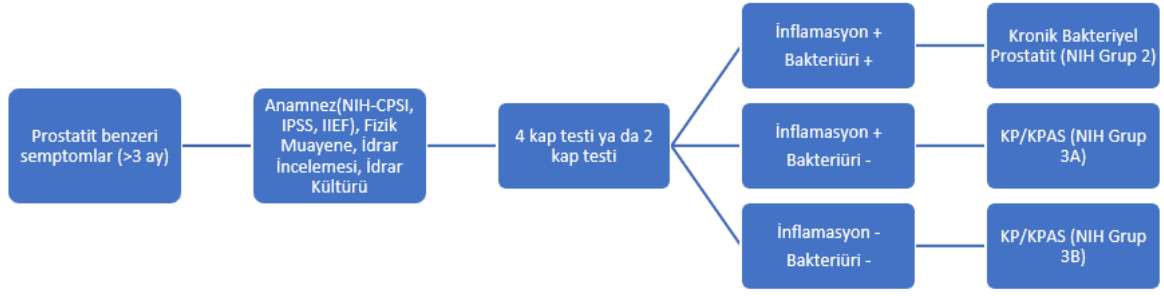 Prostatit benzeri
semptomlar (>3 ay)
Anamnez(NIH-CPSI,
IPSS, IIEF), Fizik
Muayene, İdrar
İncelemesi, İdrar
Kültürü
4 kap testi ya da 2
kap testi
İnflamasyon +
Bakteriüri +
Kronik Bakteriyel
Prostatit (NIH Grup 2)
İnflamasyon +
Bakteriüri -
KP/KPAS (NIH Grup
3A)
İnflamasyon -
Bakteriüri -
KP/KPAS (NIH Grup
3B)